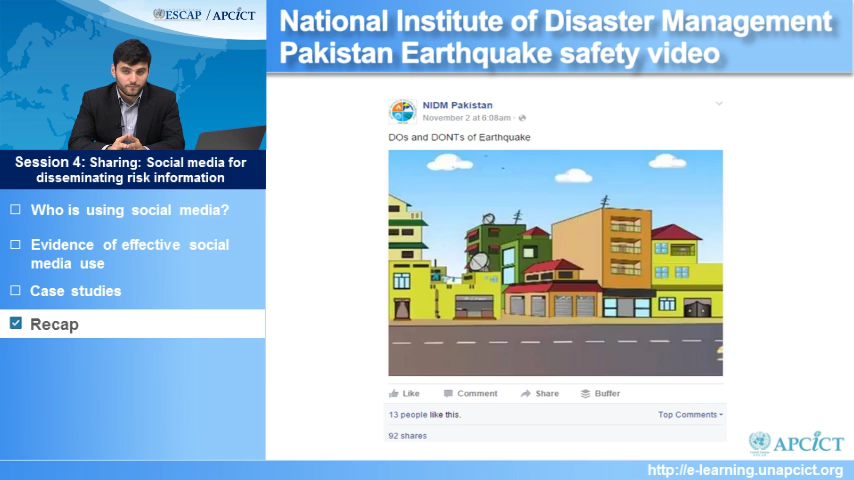 ESCAP / APCICT
National Institute of Disaster Management
Pakistan Earthquake safety video
Session 4: Sharing: Social media for
disseminating risk information
Who is using social media?
Evidence of effective social
media use
Case studies
Recap
NIDM Pakistan
November 2 at 6:08am ·
DOs and DONTs of Earthquake
Like Comment Share Buffer
13 people like this.
Top Comments
92 shares
APCICT
http://e-learning.unapcict.org